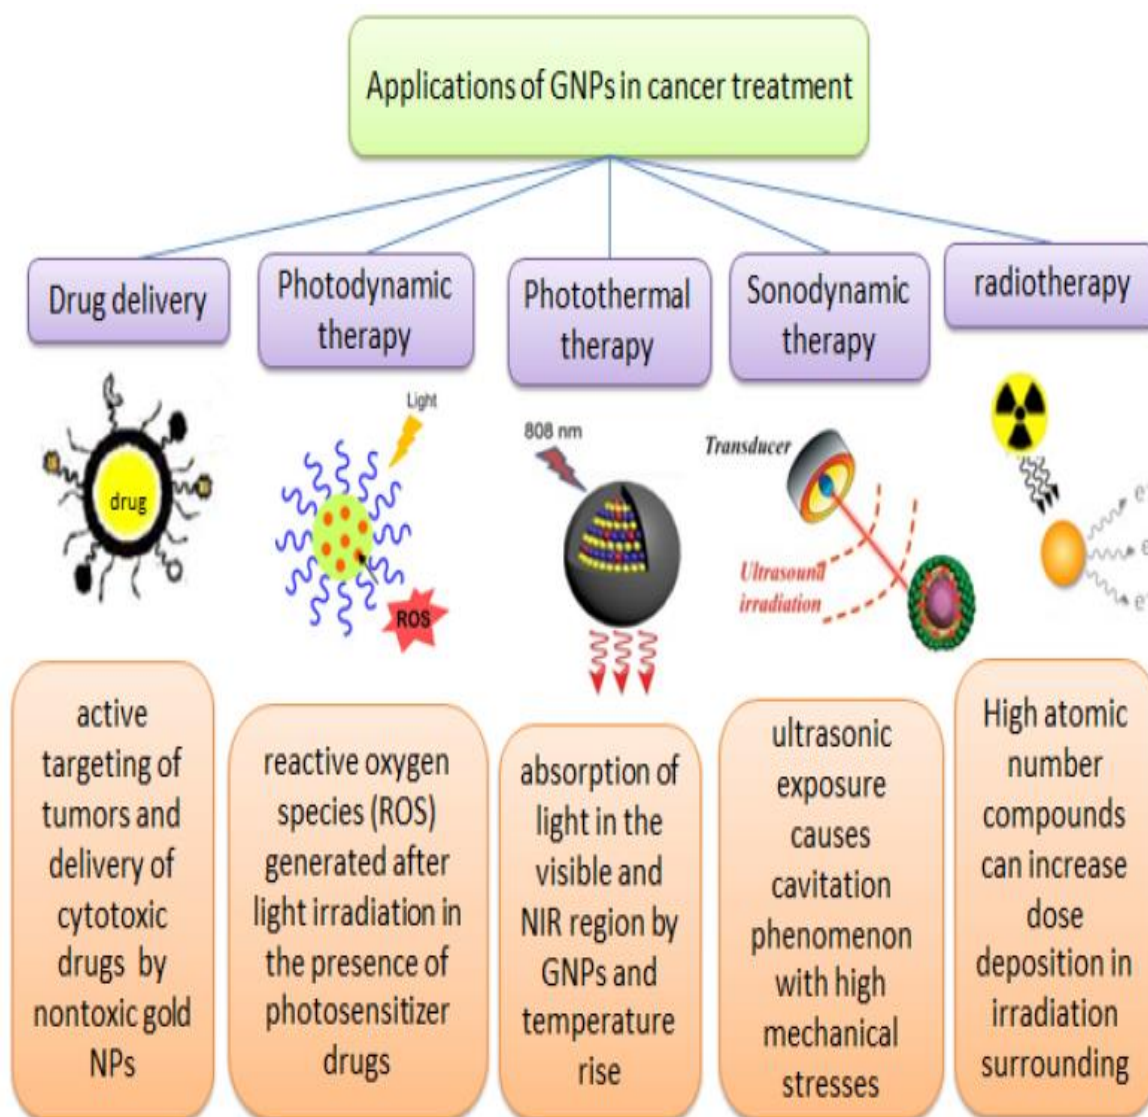 Applications of GNPs in cancer treatment
Drug delivery
Photodynamic
therapy
Photothermal
therapy
Sonodynamic
therapy
radiotherapy
drug
Light
ROS
808 nm
Transducer
Ultrasound
irradiation
e
e
e
active
targeting of
tumors and
delivery of
cytotoxic
drugs by
nontoxic gold
NPs
reactive oxygen
species (ROS)
generated after
light irradiation in
the presence of
photosensitizer
drugs
absorption of
light in the
visible and
NIR region by
GNPs and
temperature
rise
ultrasonic
exposure
causes
cavitation
phenomenon
with high
mechanical
stresses
High atomic
number
compounds
can increase
dose
deposition in
irradiation
surrounding